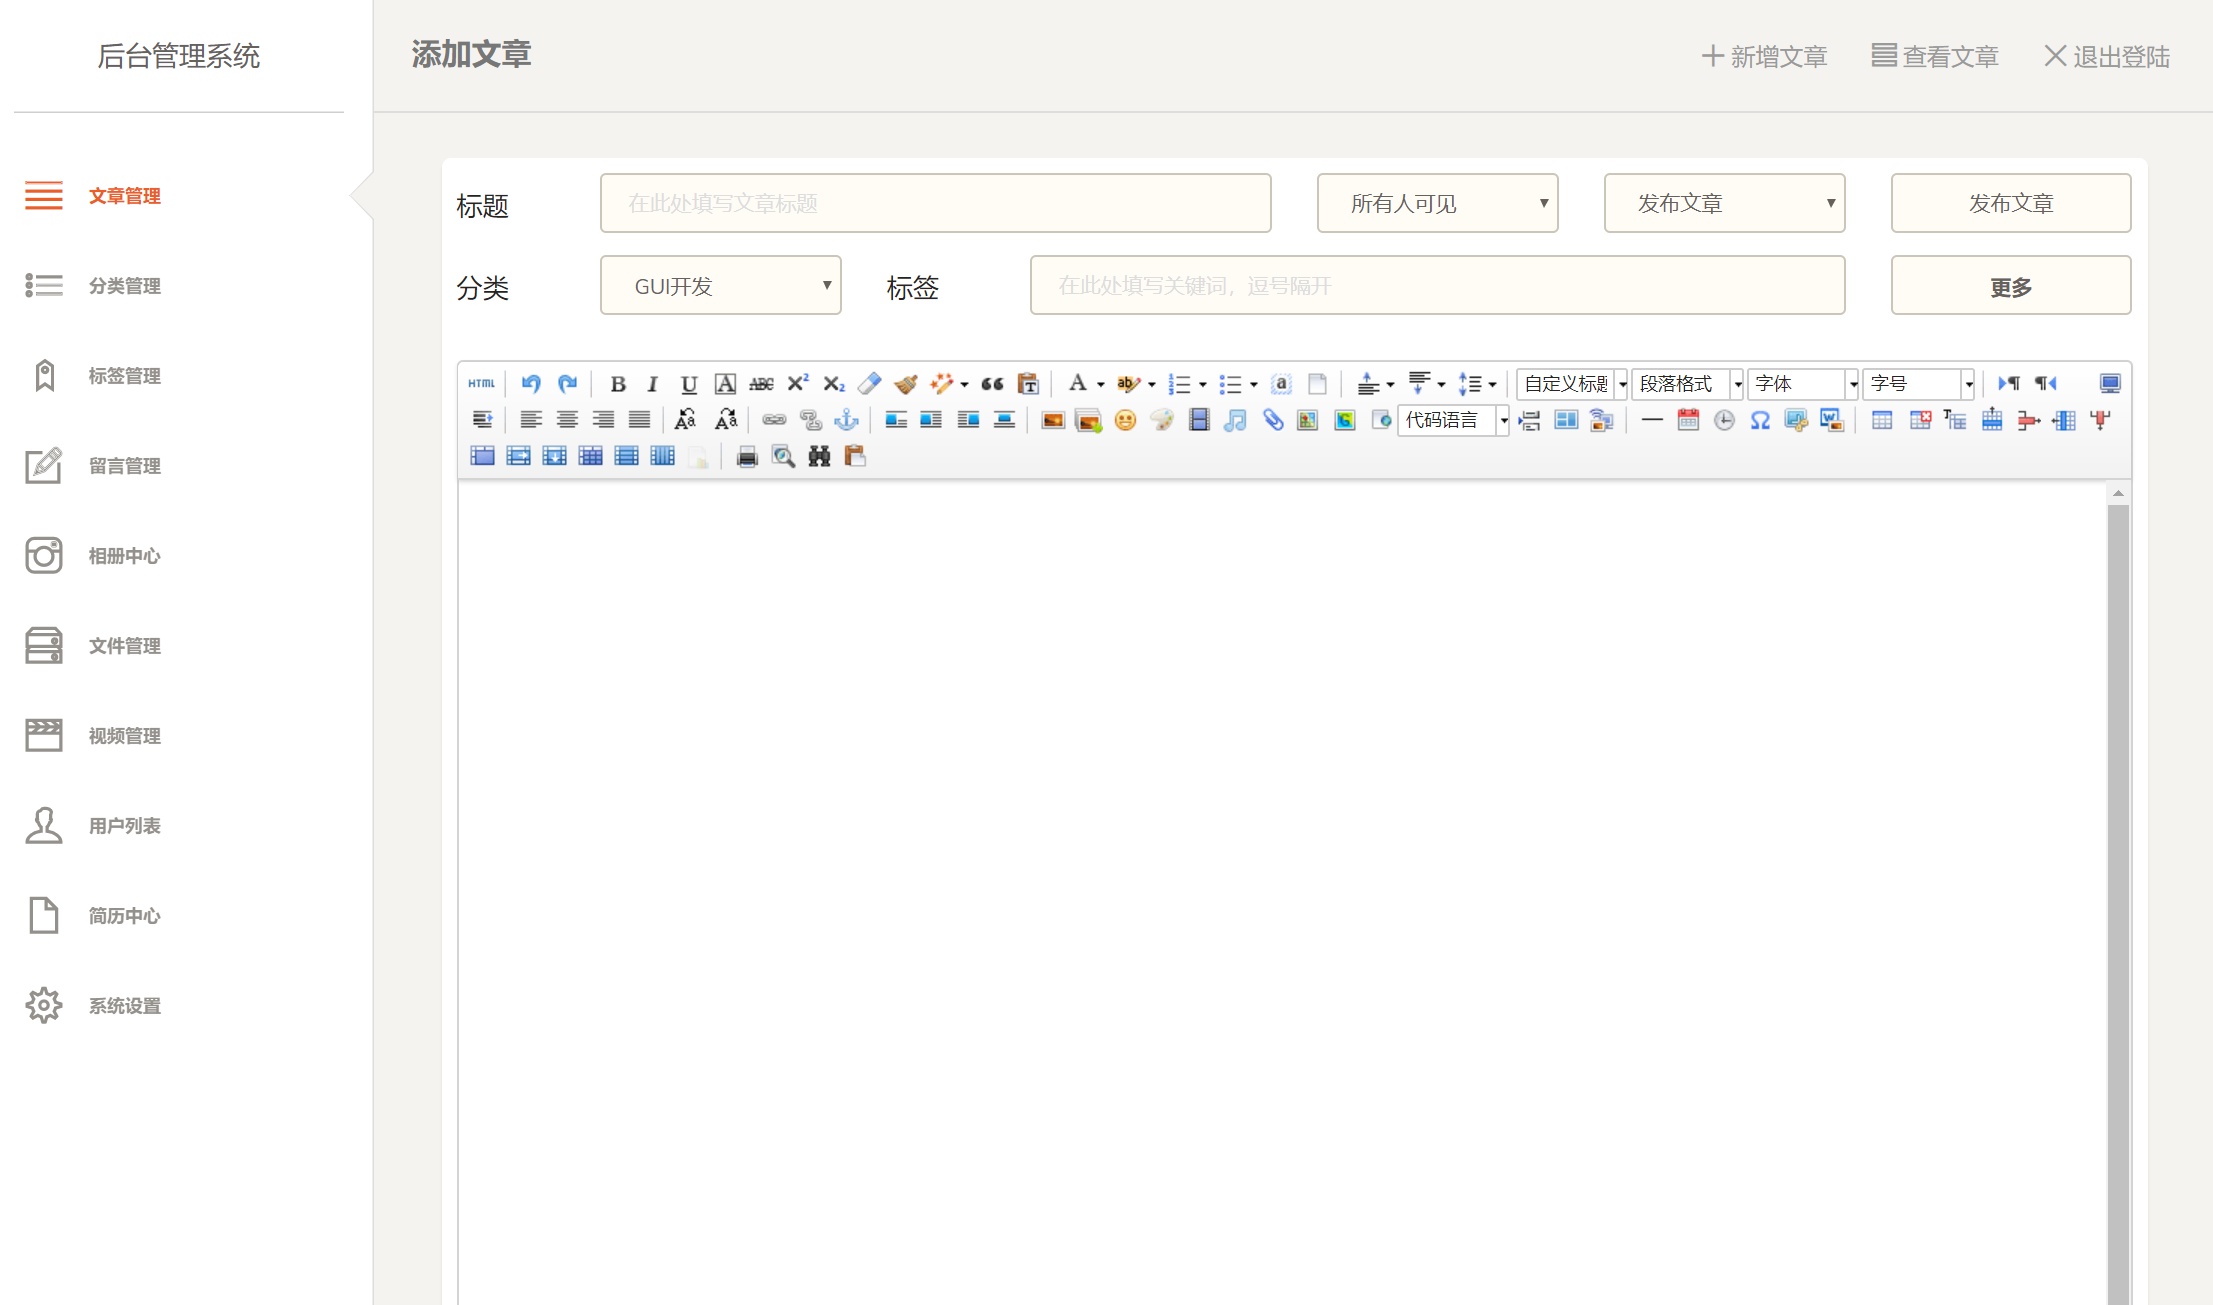 后台管理系统
文章管理
分类管理
标签管理
留言管理
相册中心
文件管理
视频管理
用户列表
简历中心
系统设置
添加文章
新增文章 查看文章 退出登陆
标题 在此处填写文章标题 所有人可见 发布文章 发布文章
分类 GUI开发 标签 在此处填写关键词，逗号隔开 更多
HTML 自定义标题 段落格式 字体 字号
代码语言